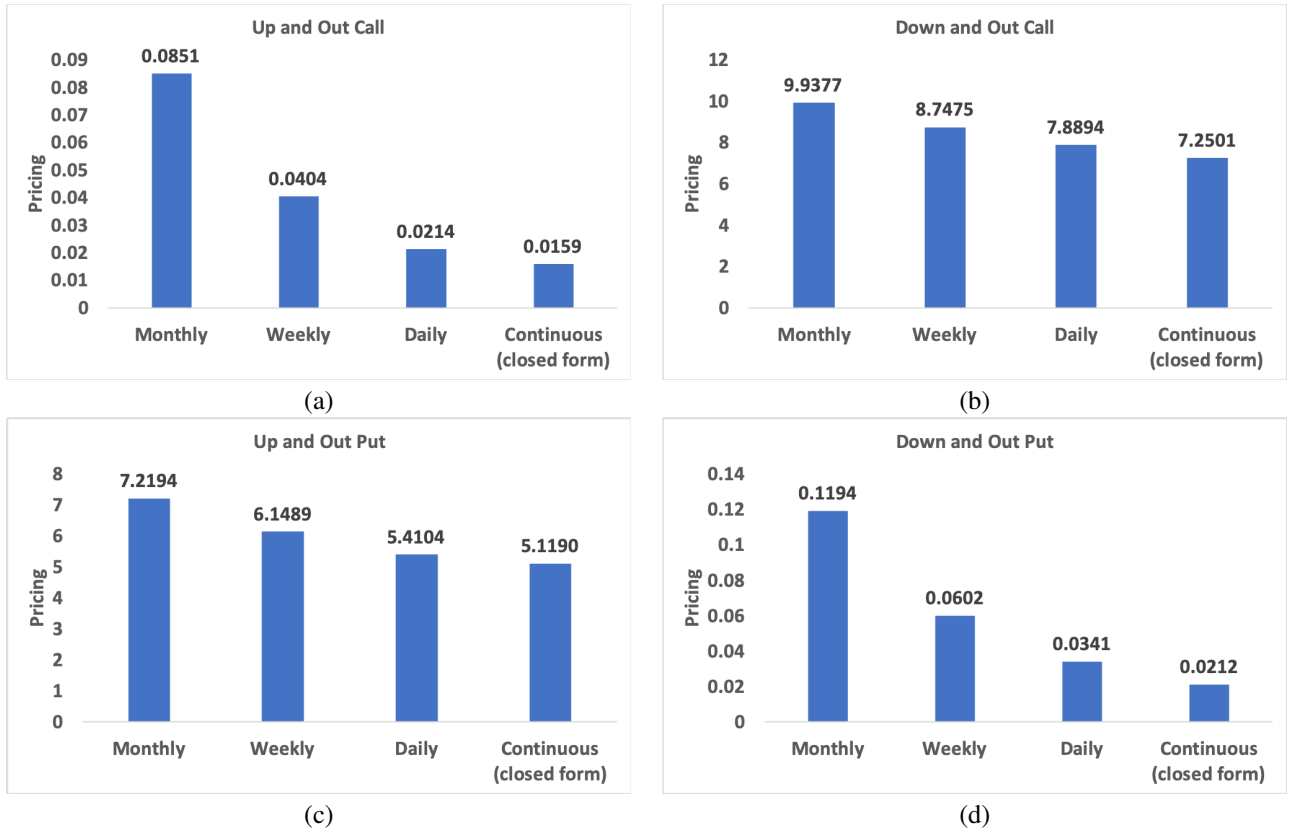 Up and Out Call
0.09
0.08
0.07
0.06
0.05
0.04
0.03
0.02
0.01
0
Pricing
0.0851
0.0404
0.0214
0.0159
Monthly
Weekly
Daily
Continuous
(closed form)
(a)
Down and Out Call
12
10
8
6
4
2
0
Pricing
9.9377
8.7475
7.8894
7.2501
Monthly
Weekly
Daily
Continuous
(closed form)
(b)
Up and Out Put
8
7
6
5
4
3
2
1
0
Pricing
7.2194
6.1489
5.4104
5.1190
Monthly
Weekly
Daily
Continuous
(closed form)
(c)
Down and Out Put
0.14
0.12
0.1
0.08
0.06
0.04
0.02
0
Pricing
0.1194
0.0602
0.0341
0.0212
Monthly
Weekly
Daily
Continuous
(closed form)
(d)